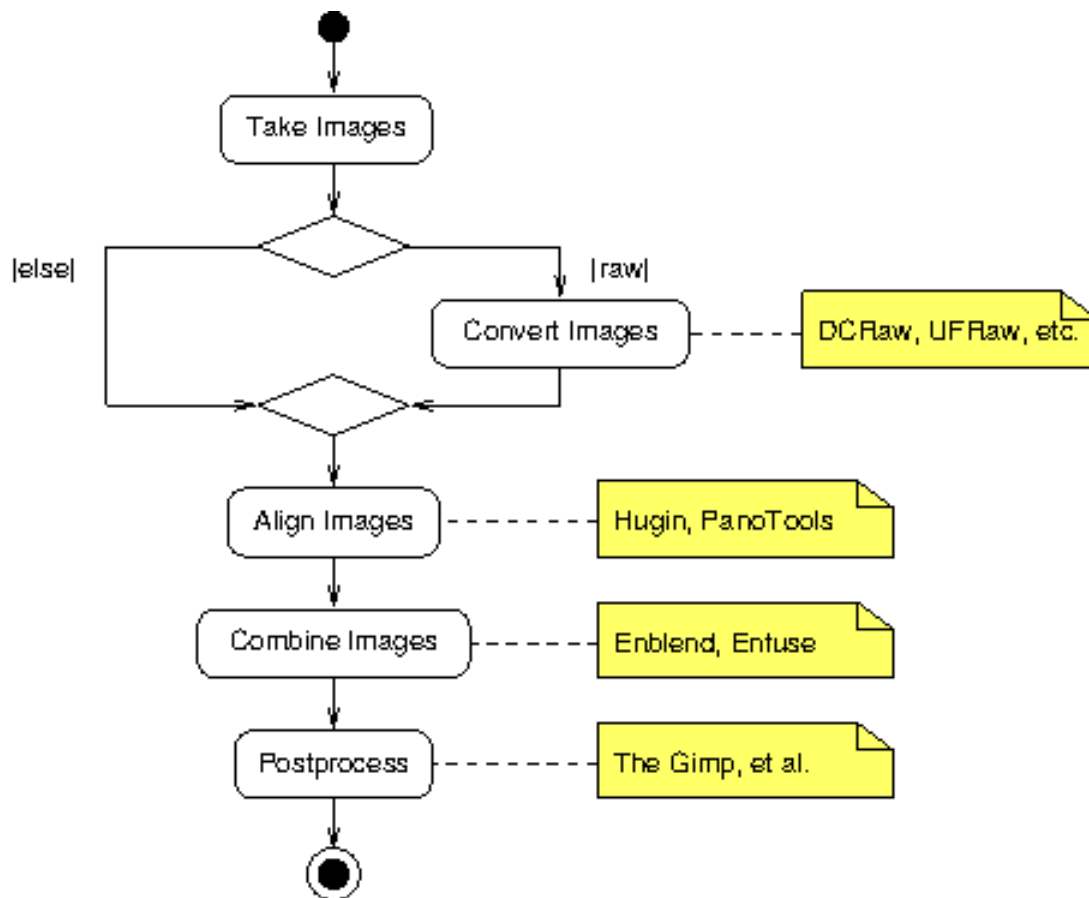 Take Images
|else|
|raw|
Convert Images
DCRaw, UFRaw, etc.
Align Images
Hugin, PanoTools
Combine Images
Enblend, Enfuse
Postprocess
The Gimp, et al.